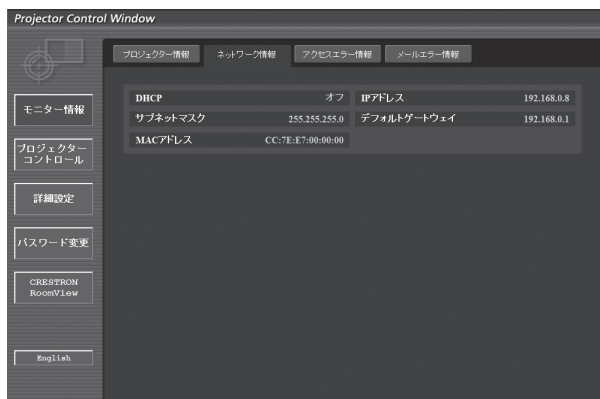 Projector Control Window
プロジェクター情報
ネットワーク情報
アクセスエラー情報
メールエラー情報
モニター情報
プロジェクター
コントロール
詳細設定
パスワード変更
CRESTRON
RoomView
English
DHCP オフ IPアドレス 192.168.0.8
サブネットマスク 255.255.255.0 デフォルトゲートウェイ 192.168.0.1
MACアドレス CC:7E:E7:00:00:00